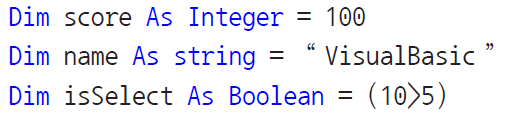 Dim score As Integer = 100
Dim name As string = “ VisualBasic ”
Dim isSelect As Boolean = (10>5)